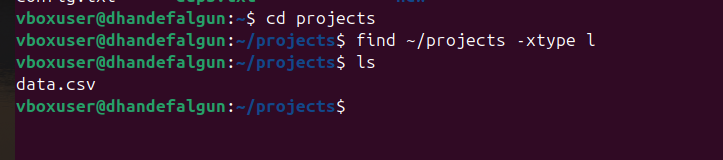 vboxuser@dhandefalgun:~$ cd projects
vboxuser@dhandefalgun:~/projects$ find ~/projects -xtype l
vboxuser@dhandefalgun:~/projects$ ls
data.csv
vboxuser@dhandefalgun:~/projects$